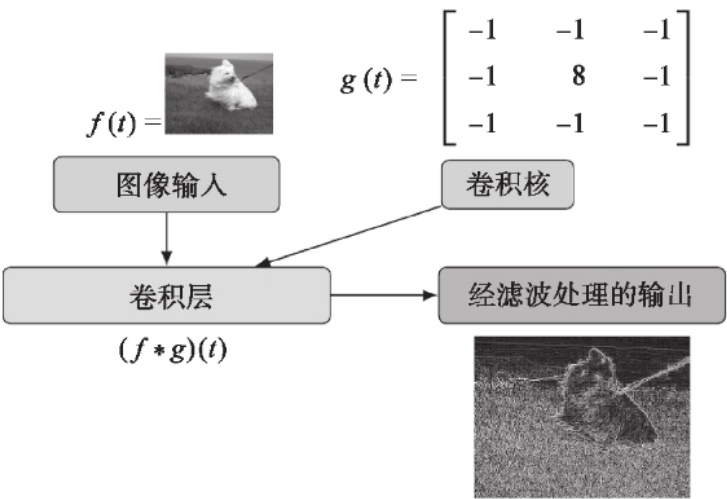 f(t) =
g(t) =
-1 -1 -1
-1 8 -1
-1 -1 -1
图像输入
卷积核
卷积层
经滤波处理的输出
(f*g)(t)